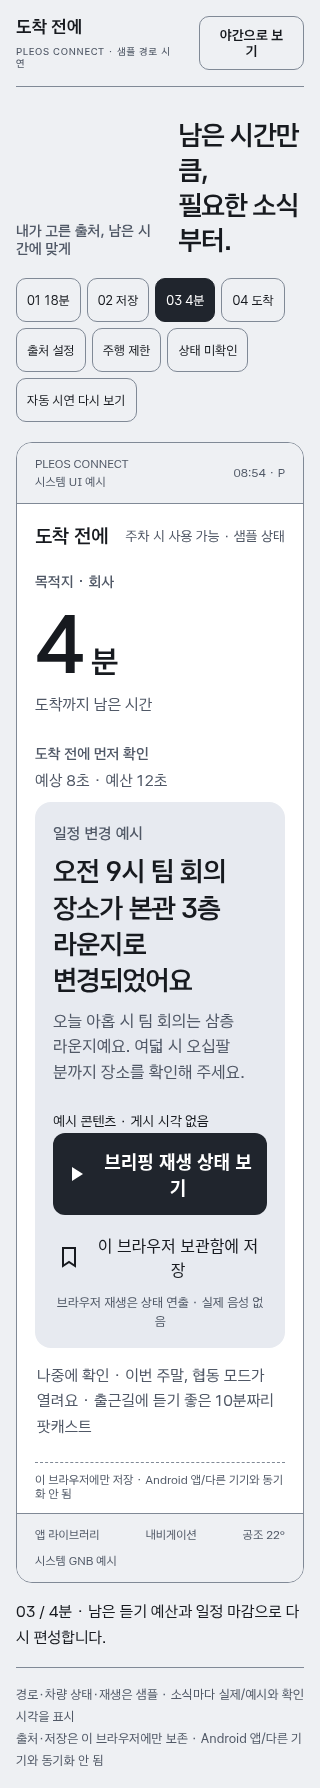 도착 전에
PLEOS CONNECT · 샘플 경로 시
연
야간으로 보
기
남은 시간만
큼,
필요한 소식
부터.
내가 고른 출처, 남은 시
간에 맞게
01 18분
02 저장
03 4분
04 도착
출처 설정
주행 제한
상태 미확인
자동 시연 다시 보기
PLEOS CONNECT
시스템 UI 예시
08:54 · P
도착 전에
주차 시 사용 가능 · 샘플 상태
목적지 · 회사
4 분
도착까지 남은 시간
도착 전에 먼저 확인
예상 8초 · 예산 12초
일정 변경 예시
오전 9시 팀 회의
장소가 본관 3층
라운지로
변경되었어요
오늘 아홉 시 팀 회의는 삼층
라운지예요. 여덟 시 오십팔
분까지 장소를 확인해 주세요.
예시 콘텐츠 · 게시 시각 없음
브리핑 재생 상태 보
기
이 브라우저 보관함에 저
장
브라우저 재생은 상태 연출 · 실제 음성 없
음
나중에 확인 · 이번 주말, 협동 모드가
열려요 · 출근길에 듣기 좋은 10분짜리
팟캐스트
이 브라우저에만 저장 · Android 앱/다른 기기와 동기
화 안 됨
앱 라이브러리
내비게이션
공조 22°
시스템 GNB 예시
03 / 4분 · 남은 듣기 예산과 일정 마감으로 다
시 편성합니다.
경로·차량 상태·재생은 샘플 · 소식마다 실제/예시와 확인
시각을 표시
출처·저장은 이 브라우저에만 보존 · Android 앱/다른 기
기와 동기화 안 됨